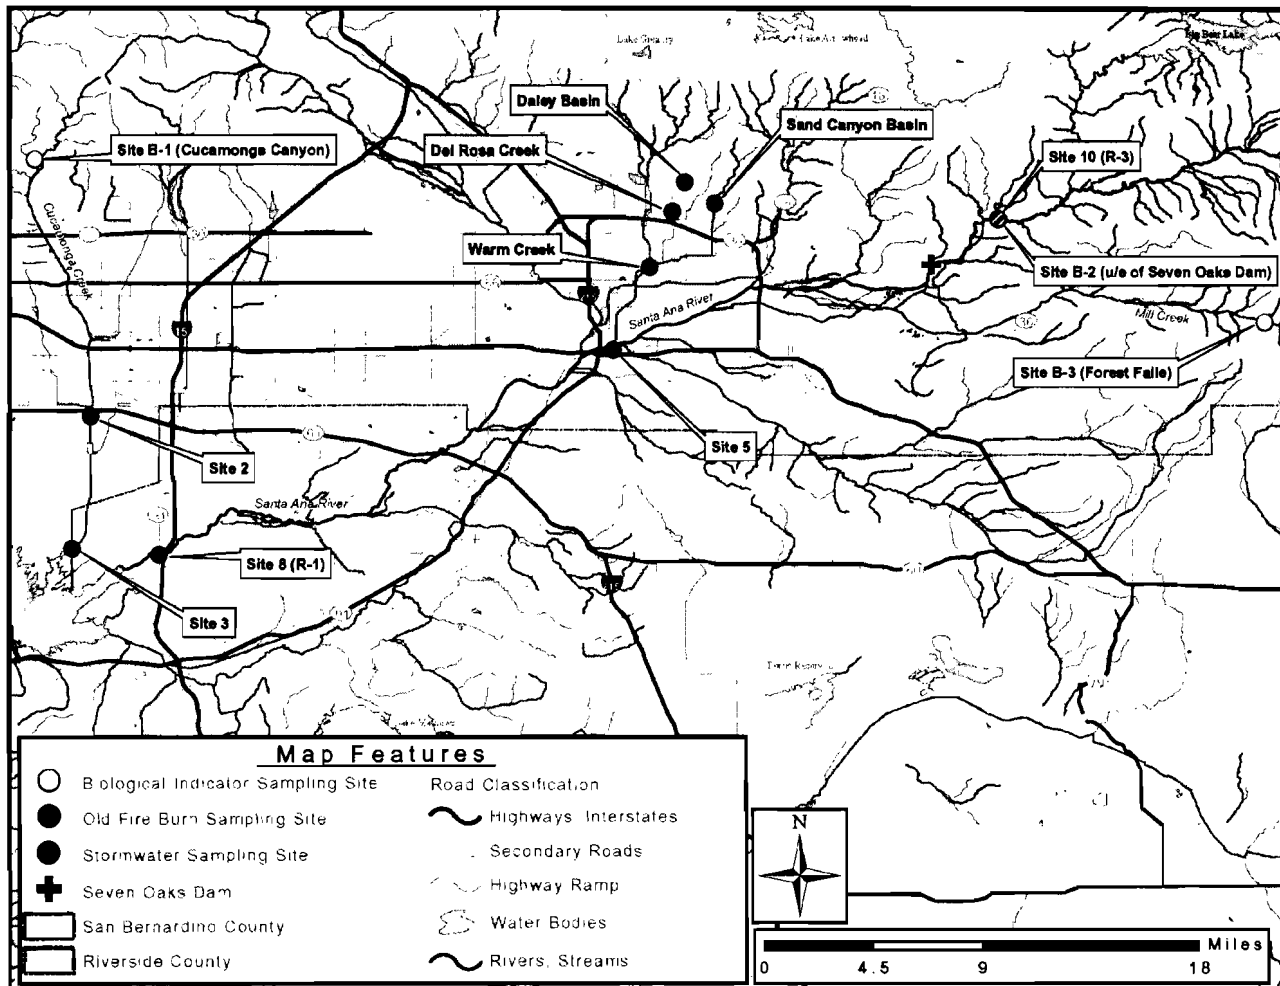 Daley Basin
Sand Canyon Basin
Site B-1 (Cucamonga Canyon)
Del Rosa Creek
Site 10 (R-3)
Cucamonga Creek
Warm Creek
Site B-2 (u/s of Seven Oaks Dam)
Santa Ana River
Mill Creek
Site B-3 (Forest Falls)
Site 5
Site 2
Santa Ana River
Site 8 (R-1)
Site 3
Map Features
Biological Indicator Sampling Site
Road Classification
Old Fire Burn Sampling Site
Highways, Interstates
Stormwater Sampling Site
Secondary Roads
Seven Oaks Dam
Highway Ramp
San Bernardino County
Water Bodies
Riverside County
Rivers, Streams
N
Miles
0 4.5 9 18